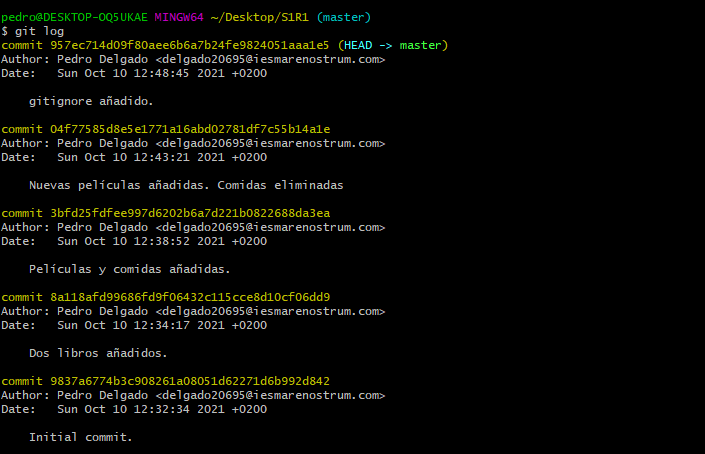 pedro@DESKTOP-OQ5UKAE MINGW64 ~/Desktop/S1R1 (master)
$ git log
commit 957ec714d09f80aee6b6a7b24fe9824051aaa1e5 (HEAD -> master)
Author: Pedro Delgado <delgado20695@iesmarenostrum.com>
Date:   Sun Oct 10 12:48:45 2021 +0200

    gitignore añadido.

commit 04f77585d8e5e1771a16abd02781df7c55b14a1e
Author: Pedro Delgado <delgado20695@iesmarenostrum.com>
Date:   Sun Oct 10 12:43:21 2021 +0200

    Nuevas películas añadidas. Comidas eliminadas

commit 3bfd25fdfee997d6202b6a7d221b0822688da3ea
Author: Pedro Delgado <delgado20695@iesmarenostrum.com>
Date:   Sun Oct 10 12:38:52 2021 +0200

    Películas y comidas añadidas.

commit 8a118afd99686fd9f06432c115cce8d10cf06dd9
Author: Pedro Delgado <delgado20695@iesmarenostrum.com>
Date:   Sun Oct 10 12:34:17 2021 +0200

    Dos libros añadidos.

commit 9837a6774b3c908261a08051d62271d6b992d842
Author: Pedro Delgado <delgado20695@iesmarenostrum.com>
Date:   Sun Oct 10 12:32:34 2021 +0200

    Initial commit.